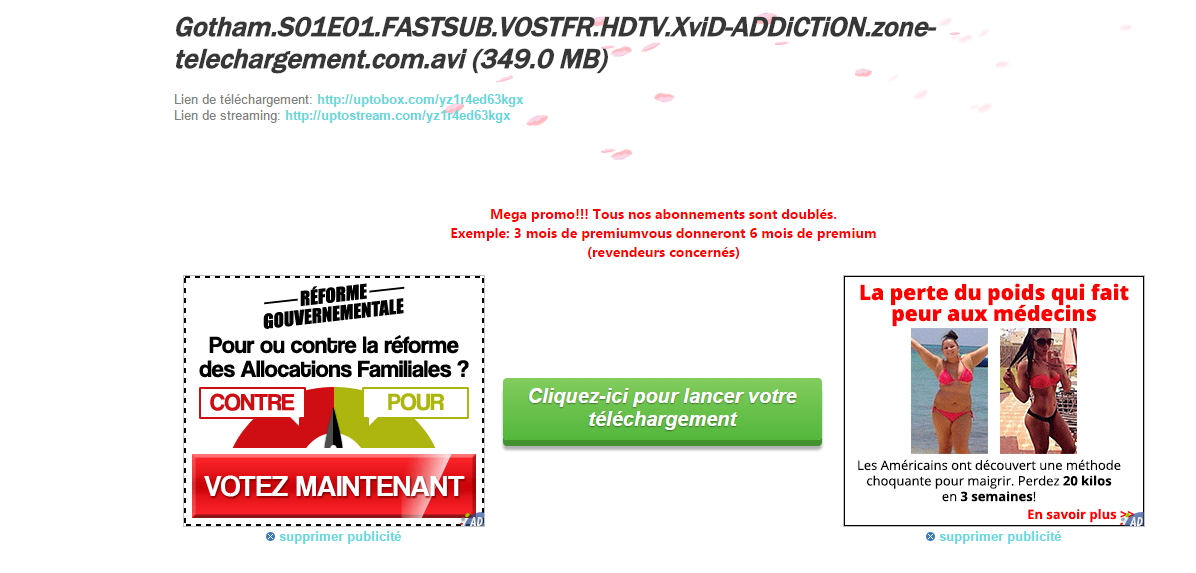 Gotham.S01E01.FASTSUB.VOSTFR.HDTV.XviD-ADDiCTiON.zone-
telechargement.com.avi (349.0 MB)
Lien de téléchargement: http://uptobox.com/yz1r4ed63kgx
Lien de streaming: http://uptostream.com/yz1r4ed63kgx
Mega promo!!! Tous nos abonnements sont doublés.
Exemple: 3 mois de premiumvous donneront 6 mois de premium
(revendeurs concernés)
RÉFORME
GOUVERNEMENTALE
Pour ou contre la réforme
des Allocations Familiales ?
CONTRE
POUR
VOTEZ MAINTENANT
AD
supprimer publicité
Cliquez-ici pour lancer votre
téléchargement
La perte du poids qui fait
peur aux médecins
Les Américains ont découvert une méthode
choquante pour maigrir. Perdez 20 kilos
en 3 semaines!
En savoir plus >>
AD
supprimer publicité